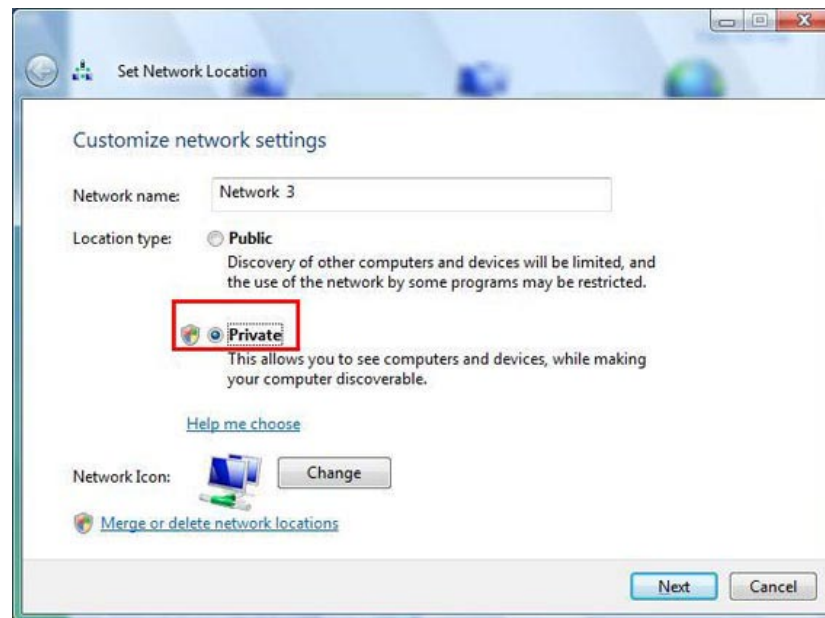 Set Network Location
Customize network settings
Network name: Network 3
Location type: Public
Discovery of other computers and devices will be limited, and
the use of the network by some programs may be restricted.
Private
This allows you to see computers and devices, while making
your computer discoverable.
Help me choose
Network Icon: Change
Merge or delete network locations
Next Cancel